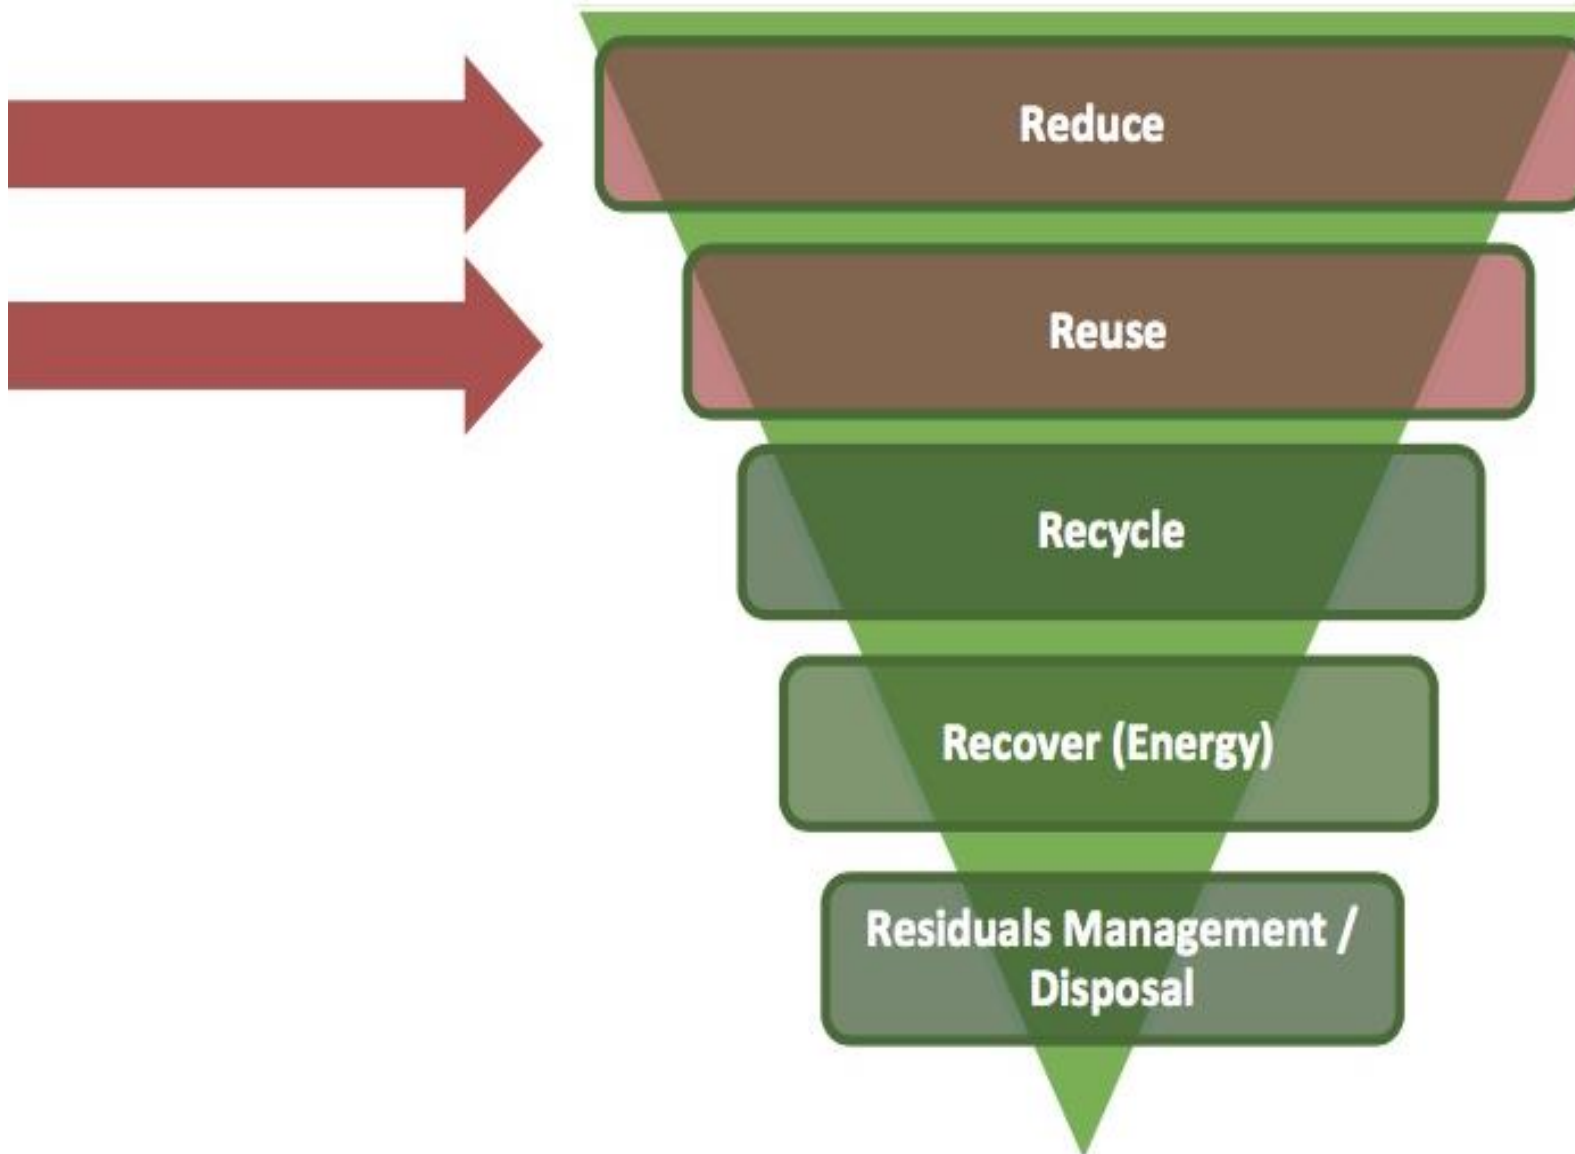 Reduce
Reuse
Recycle
Recover (Energy)
Residuals Management /
Disposal